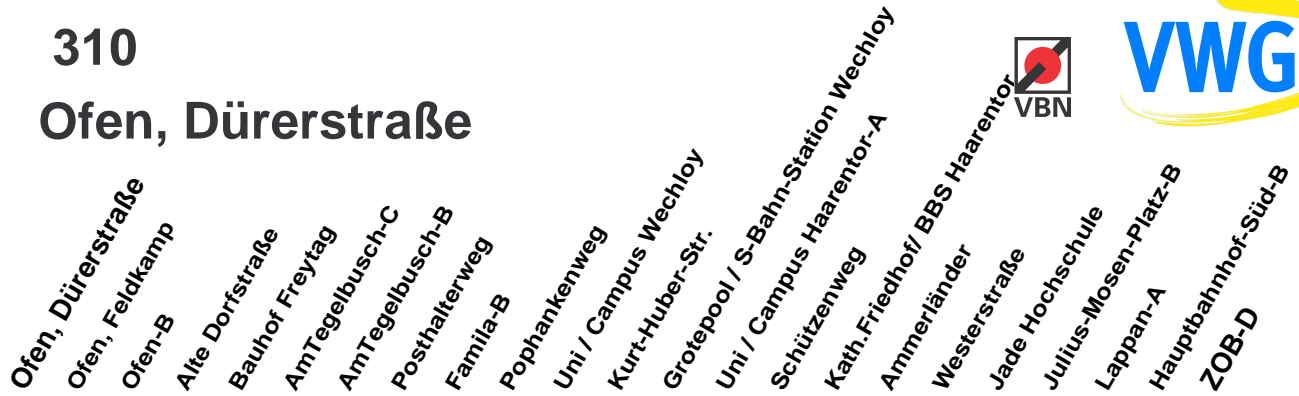 310
Ofen, Dürerstraße
VBN
VWG
Ofen, Dürerstraße
Ofen, Feldkamp
Ofen-B
Alte Dorfstraße
Bauhof Freytag
AmTegelbusch-C
AmTegelbusch-B
Posthalterweg
Famila-B
Pophankenweg
Uni / Campus Wechloy
Kurt-Huber-Str.
Grotepool / S-Bahn-Station Wechloy
Uni / Campus Haarentor-A
Schützenweg
Kath.Friedhof/ BBS Haarentor
Ammerländer
Westerstraße
Jade Hochschule
Julius-Mosen-Platz-B
Lappan-A
Hauptbahnhof-Süd-B
ZOB-D